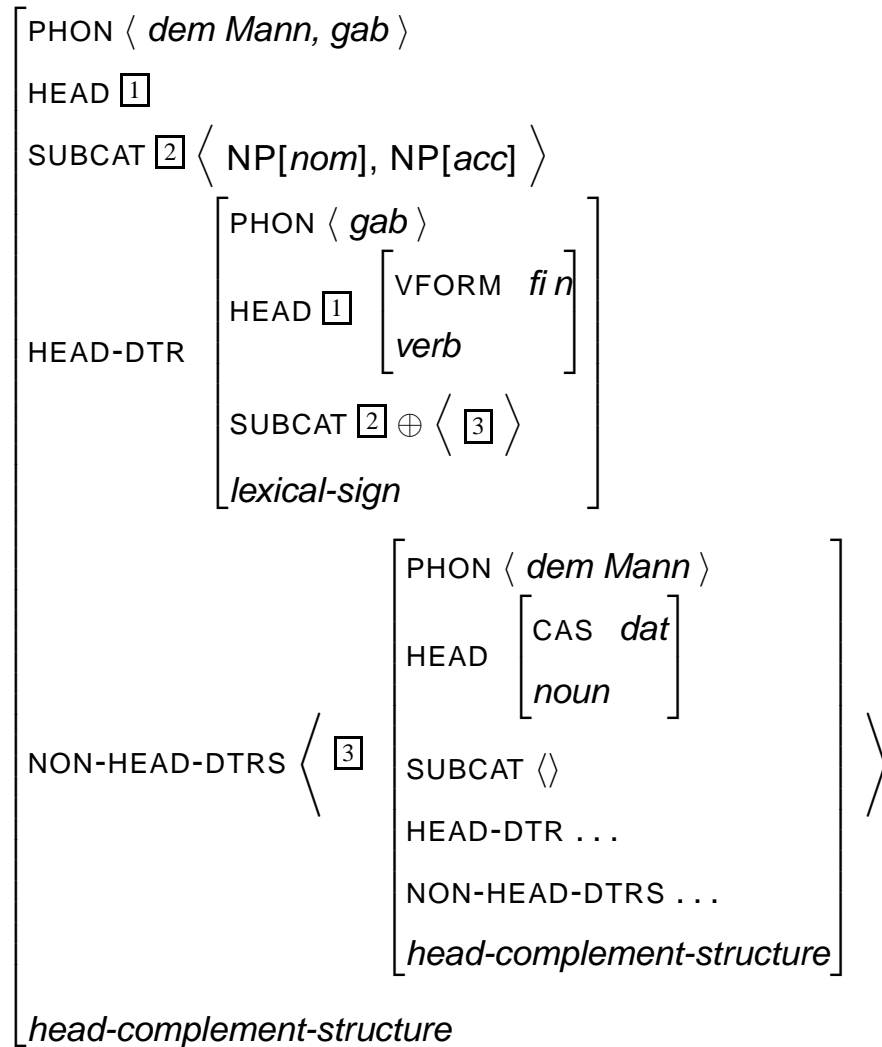 PHON ⟨ dem Mann, gab ⟩
HEAD 1
SUBCAT 2 ⟨ NP[nom], NP[acc] ⟩
PHON ⟨ gab ⟩
VFORM fin
HEAD 1
verb
HEAD-DTR
SUBCAT 2 ⊕ ⟨ 3 ⟩
lexical-sign
PHON ⟨ dem Mann ⟩
CAS dat
HEAD
noun
NON-HEAD-DTRS ⟨ 3 SUBCAT ⟨⟩ ⟩
HEAD-DTR ...
NON-HEAD-DTRS ...
head-complement-structure
head-complement-structure